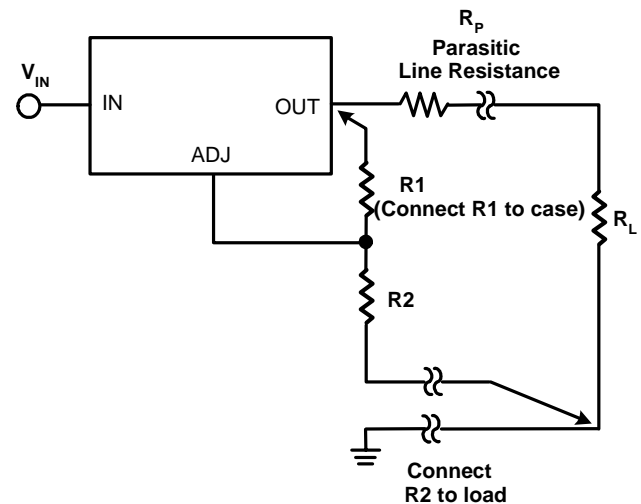 R_P
Parasitic
Line Resistance
V_IN
IN
OUT
ADJ
R1
(Connect R1 to case)
R_L
R2
Connect
R2 to load